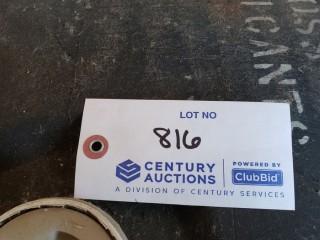 LOT NO
816
CENTURY AUCTIONS
POWERED BY
ClubBid
A DIVISION OF CENTURY SERVICES